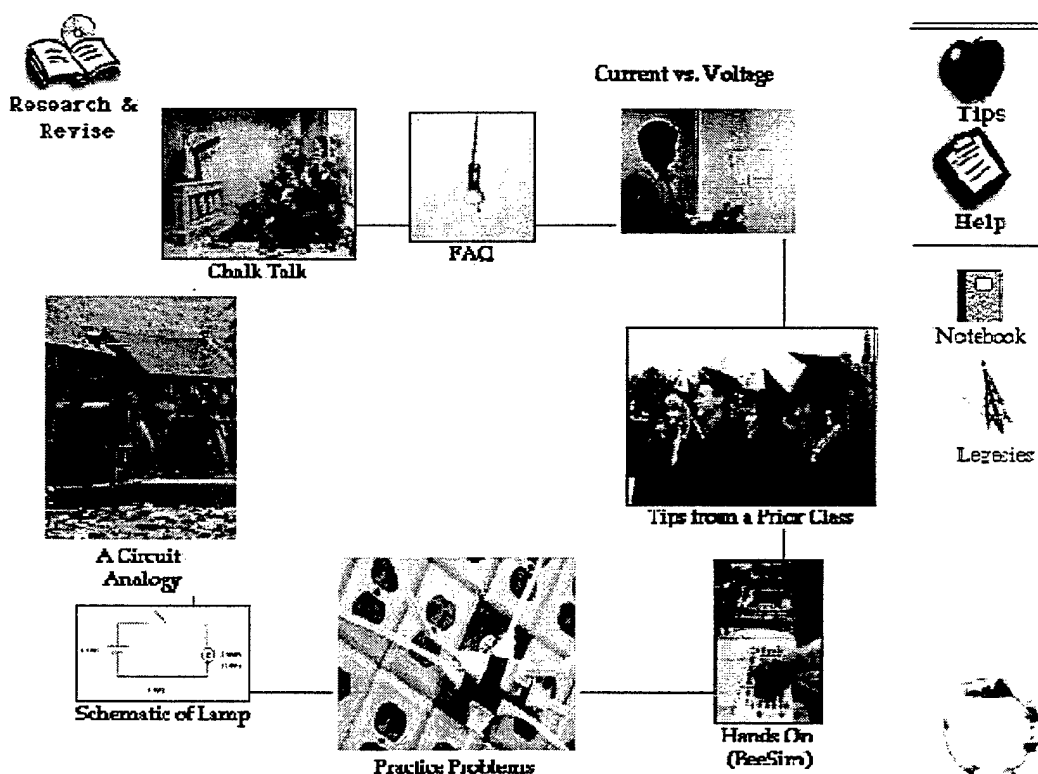 Research &
Revise
Current vs. Voltage
Tips
Chalk Talk
FAQ
Help
Notebook
Legacies
Tips from a Prior Class
A Circuit
Analogy
Schematic of Lamp
Practice Problems
Hands On
(BeeSim)